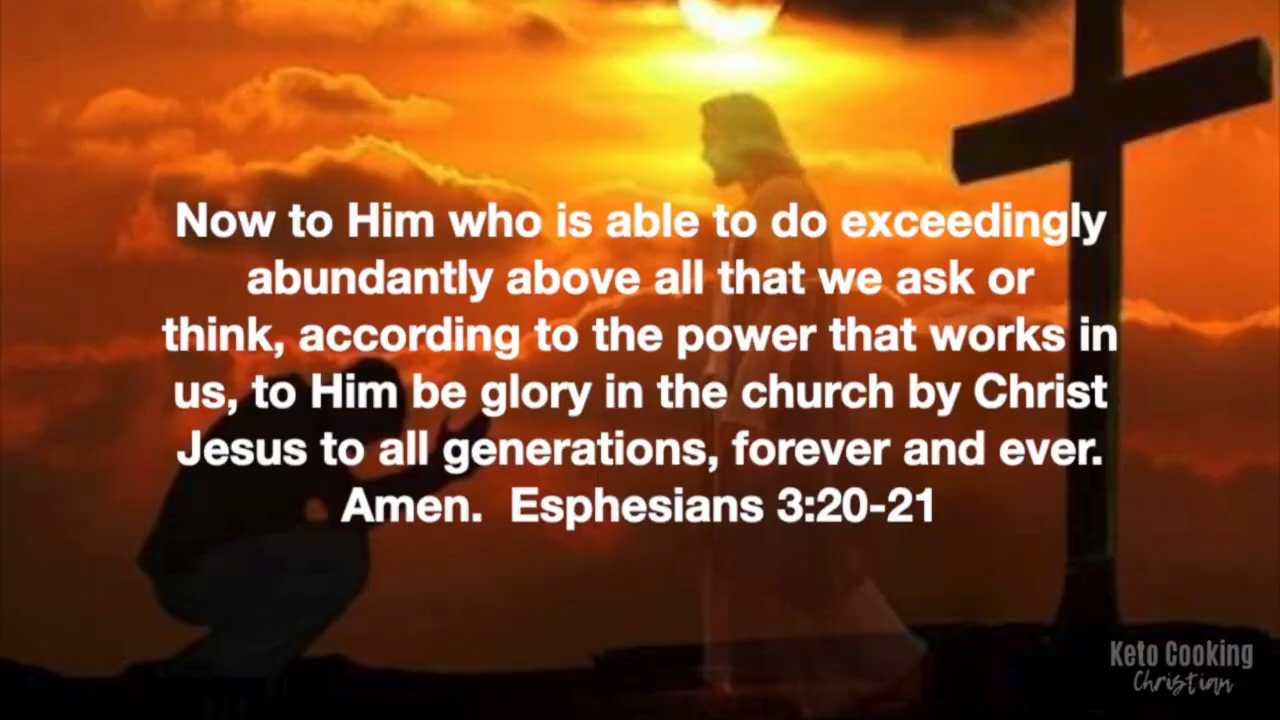 Now to Him who is able to do exceedingly
abundantly above all that we ask or
think, according to the power that works in
us, to Him be glory in the church by Christ
Jesus to all generations, forever and ever.
Amen.  Esphesians 3:20-21
Keto Cooking
Christian